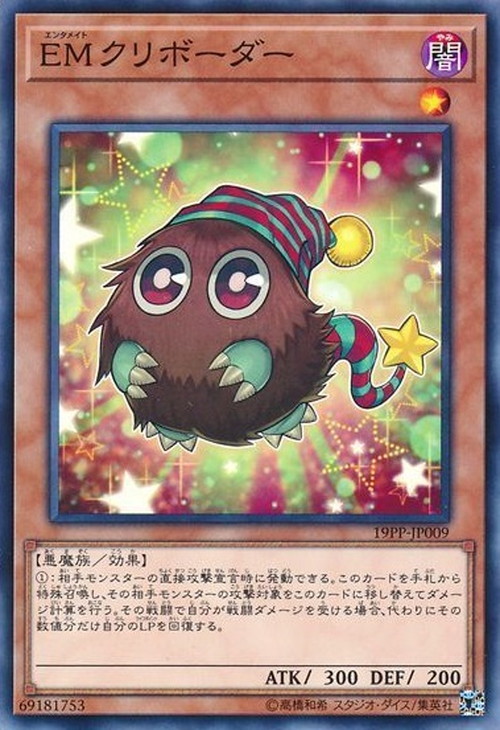 エンタメイト
EMクリボーダー
やみ
闇
19PP-JP009
【悪魔族／効果】
①：相手モンスターの直接攻撃宣言時に発動できる。このカードを手札から
特殊召喚し、その相手モンスターの攻撃対象をこのカードに移し替えてダメー
ジ計算を行う。その戦闘で自分が戦闘ダメージを受ける場合、代わりにその
数値分だけ自分のLPを回復する。
ATK/ 300 DEF/ 200
69181753
©高橋和希 スタジオ・ダイス/集英社